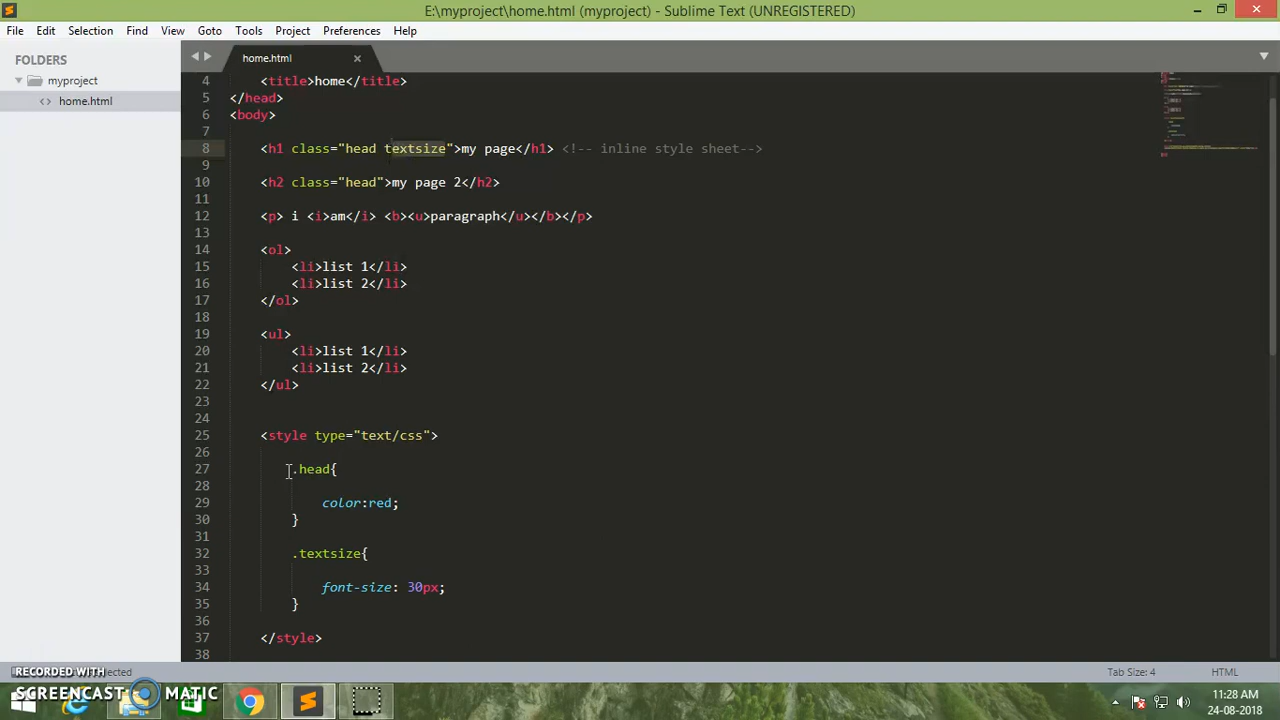 E:\myproject\home.html (myproject) - Sublime Text (UNREGISTERED)
File Edit Selection Find View Goto Tools Project Preferences Help
FOLDERS
myproject
home.html
home.html
4 <title>home</title>
5 </head>
6 <body>
7
8 <h1 class="head textsize">my page</h1> <!-- inline style sheet-->
9
10 <h2 class="head">my page 2</h2>
11
12 <p> i <i>am</i> <b><u>paragraph</u></b></p>
13
14 <ol>
15 <li>list 1</li>
16 <li>list 2</li>
17 </ol>
18
19 <ul>
20 <li>list 1</li>
21 <li>list 2</li>
22 </ul>
23
24
25 <style type="text/css">
26
27 .head{
28
29 color:red;
30 }
31
32 .textsize{
33
34 font-size: 30px;
35 }
36
37 </style>
38
Tab Size: 4 HTML
RECORDED WITH
SCREENCAST MATIC
11:28 AM
24-08-2018